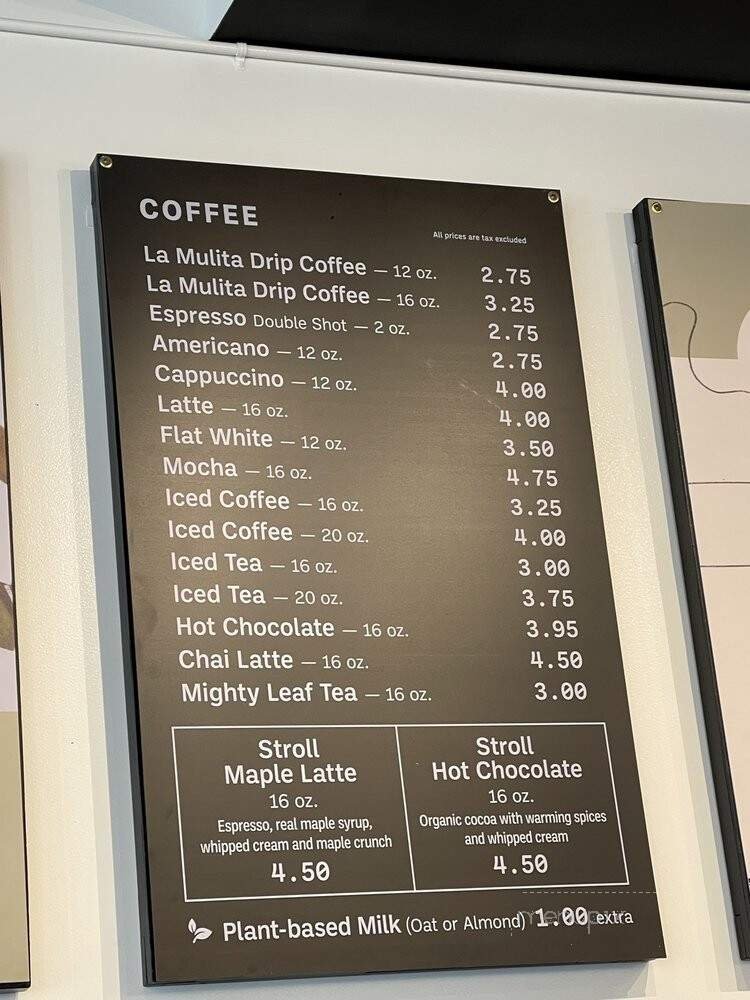 COFFEE
All prices are tax excluded
La Mulita Drip Coffee — 12 oz. 2.75
La Mulita Drip Coffee — 16 oz. 3.25
Espresso Double Shot — 2 oz. 2.75
Americano — 12 oz. 2.75
Cappuccino — 12 oz. 4.00
Latte — 16 oz. 4.00
Flat White — 12 oz. 3.50
Mocha — 16 oz. 4.75
Iced Coffee — 16 oz. 3.25
Iced Coffee — 20 oz. 4.00
Iced Tea — 16 oz. 3.00
Iced Tea — 20 oz. 3.75
Hot Chocolate — 16 oz. 3.95
Chai Latte — 16 oz. 4.50
Mighty Leaf Tea — 16 oz. 3.00
Stroll
Maple Latte
16 oz.
Espresso, real maple syrup,
whipped cream and maple crunch
4.50
Stroll
Hot Chocolate
16 oz.
Organic cocoa with warming spices
and whipped cream
4.50
Plant-based Milk (Oat or Almond) 1.00 extra